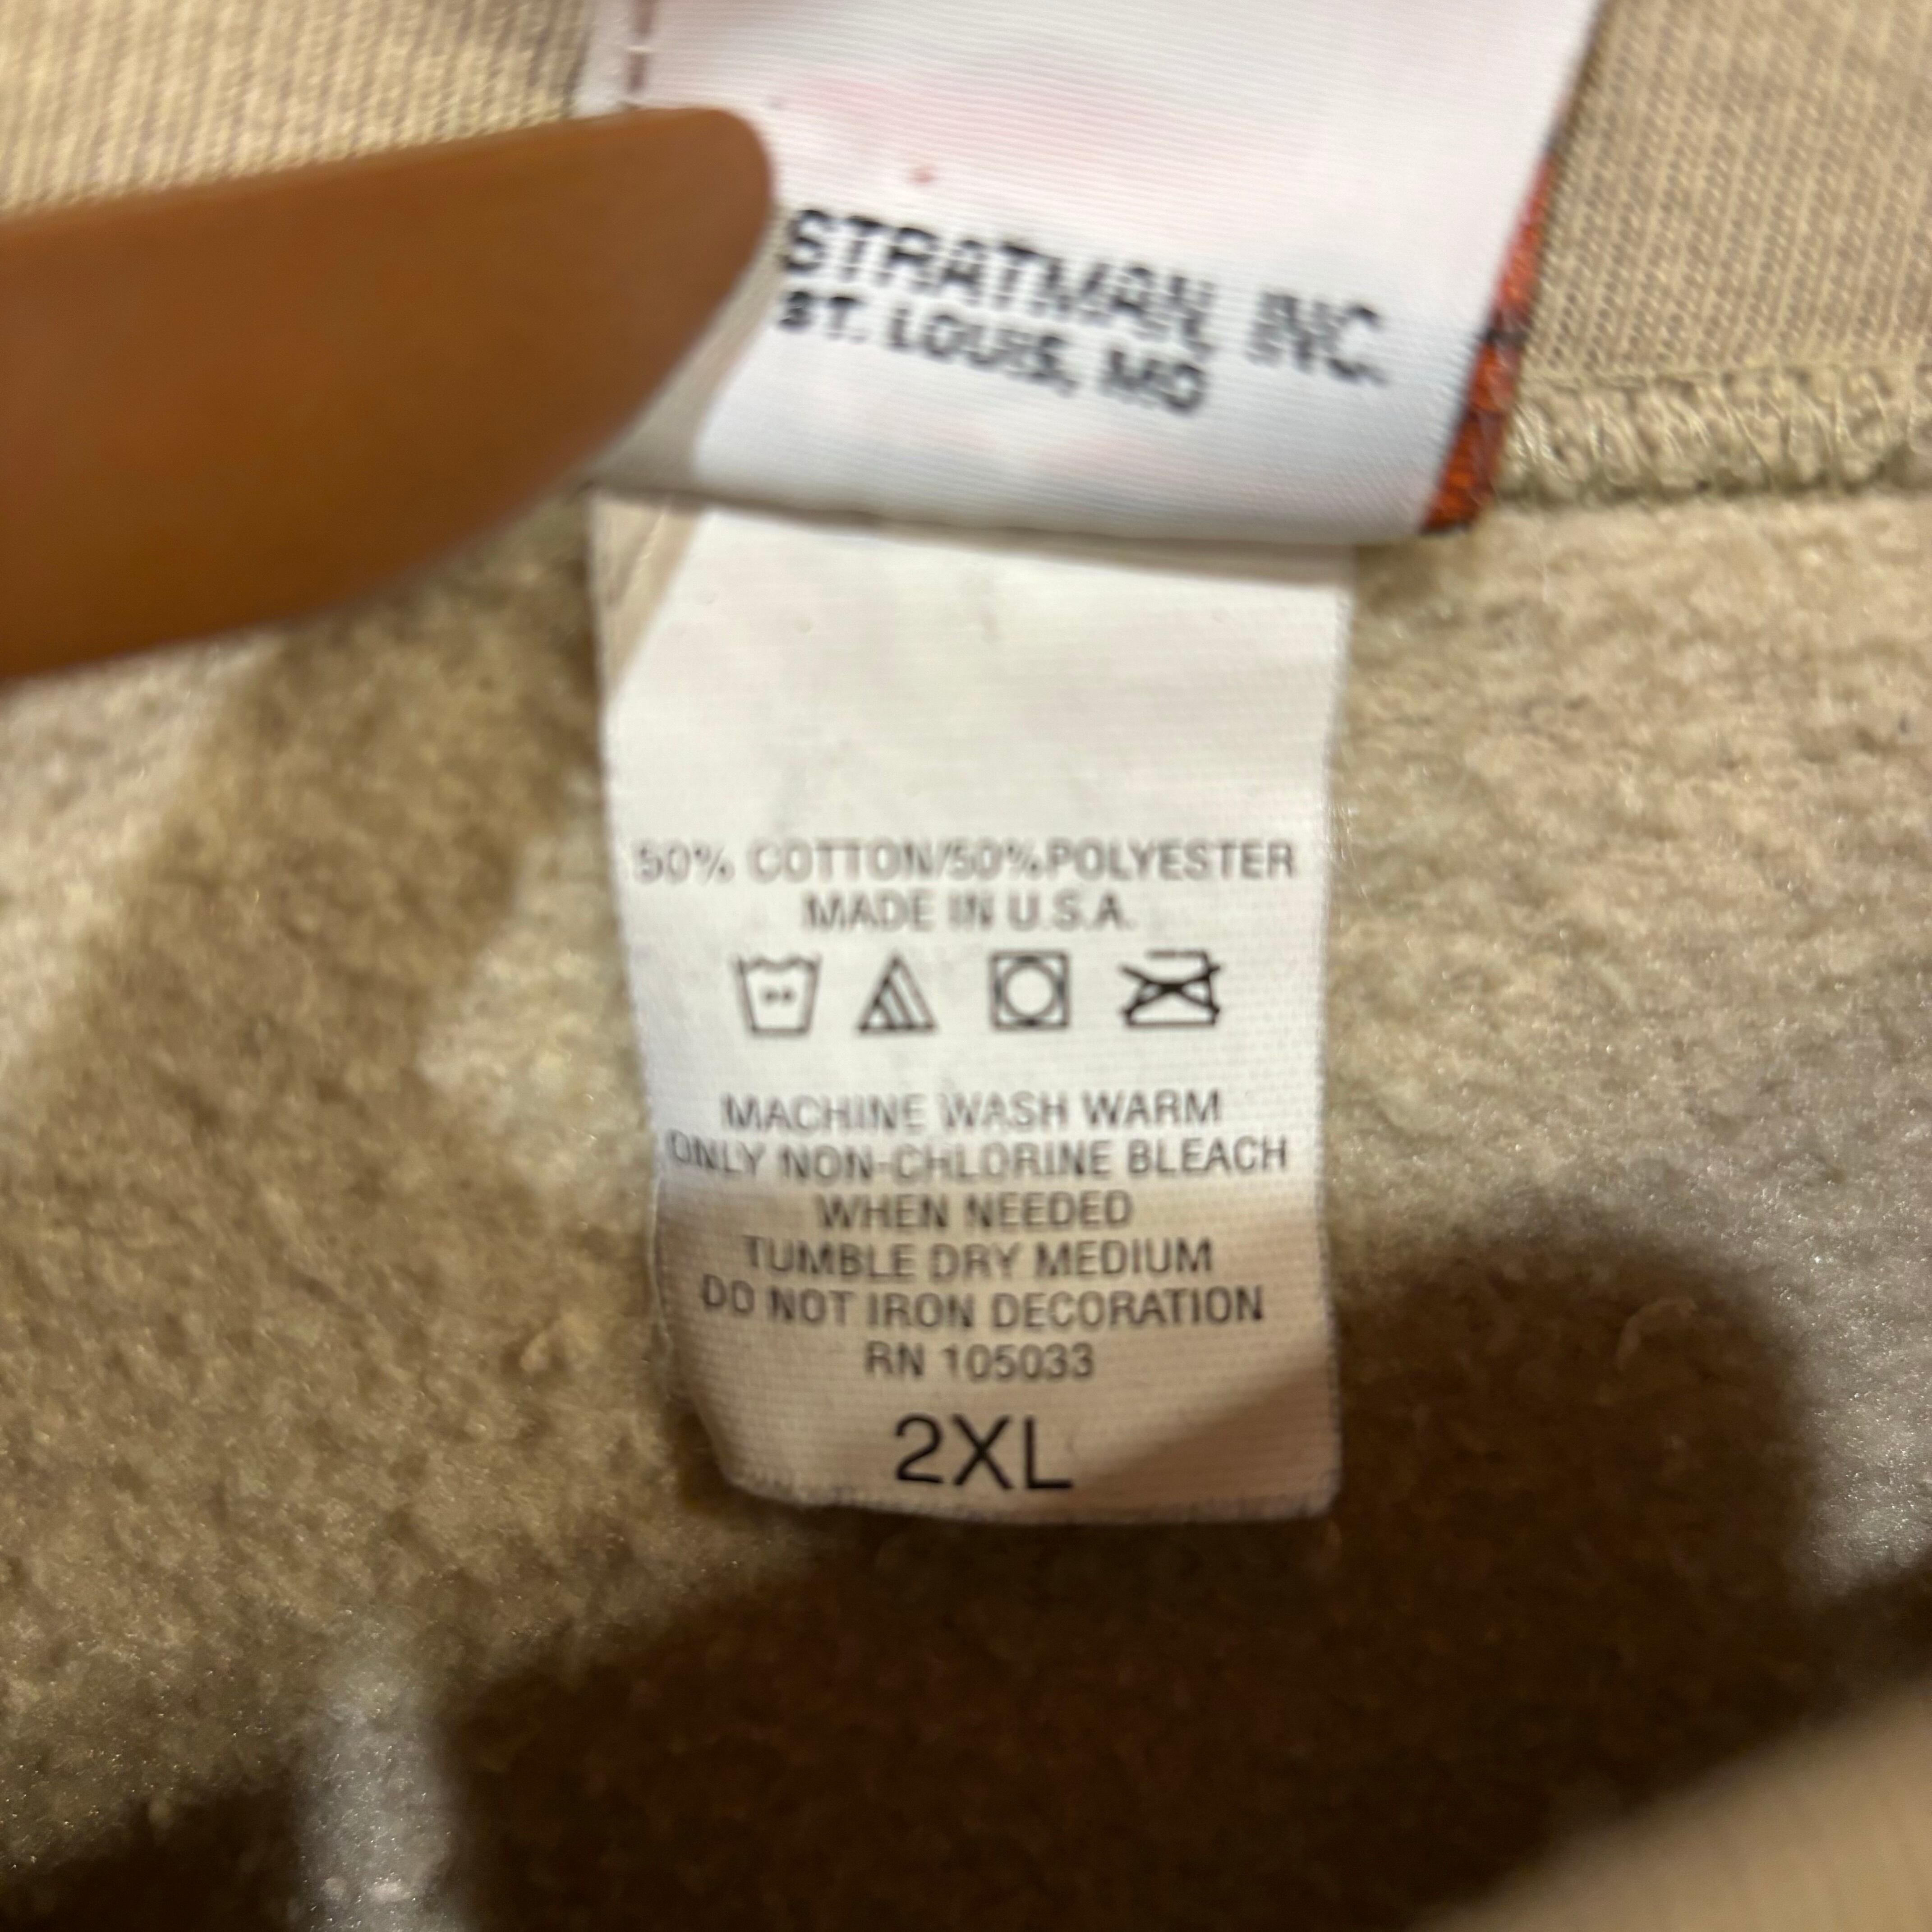 STRATMAN INC.
ST. LOUIS, MO
50% COTTON/50%POLYESTER
MADE IN U.S.A.
MACHINE WASH WARM
ONLY NON-CHLORINE BLEACH
WHEN NEEDED
TUMBLE DRY MEDIUM
DO NOT IRON DECORATION
RN 105033
2XL